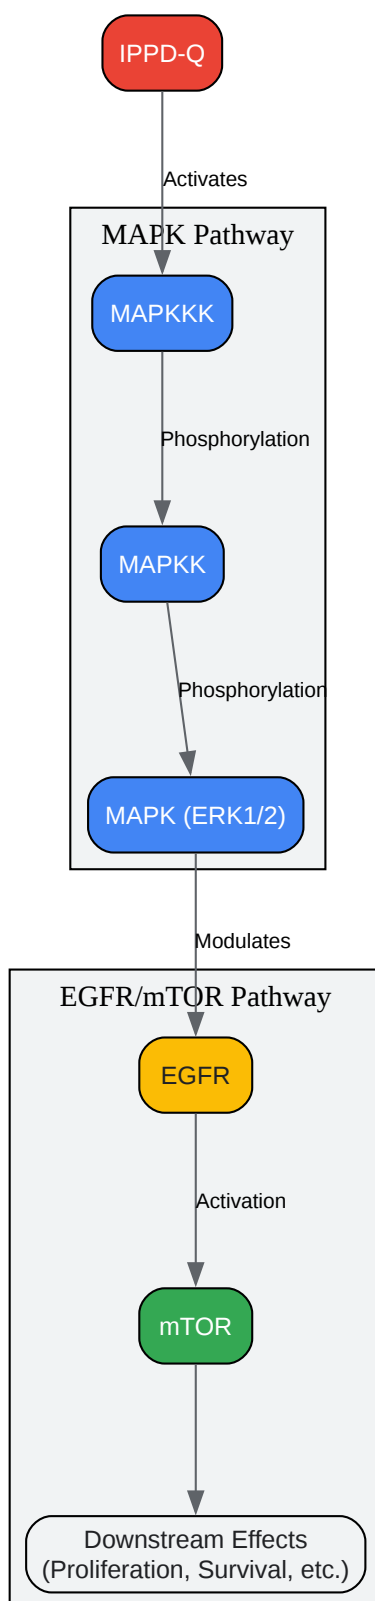 IPPD-Q
Activates
MAPK Pathway
MAPKKK
Phosphorylation
MAPKK
Phosphorylation
MAPK (ERK1/2)
Modulates
EGFR/mTOR Pathway
EGFR
Activation
mTOR
Downstream Effects
(Proliferation, Survival, etc.)